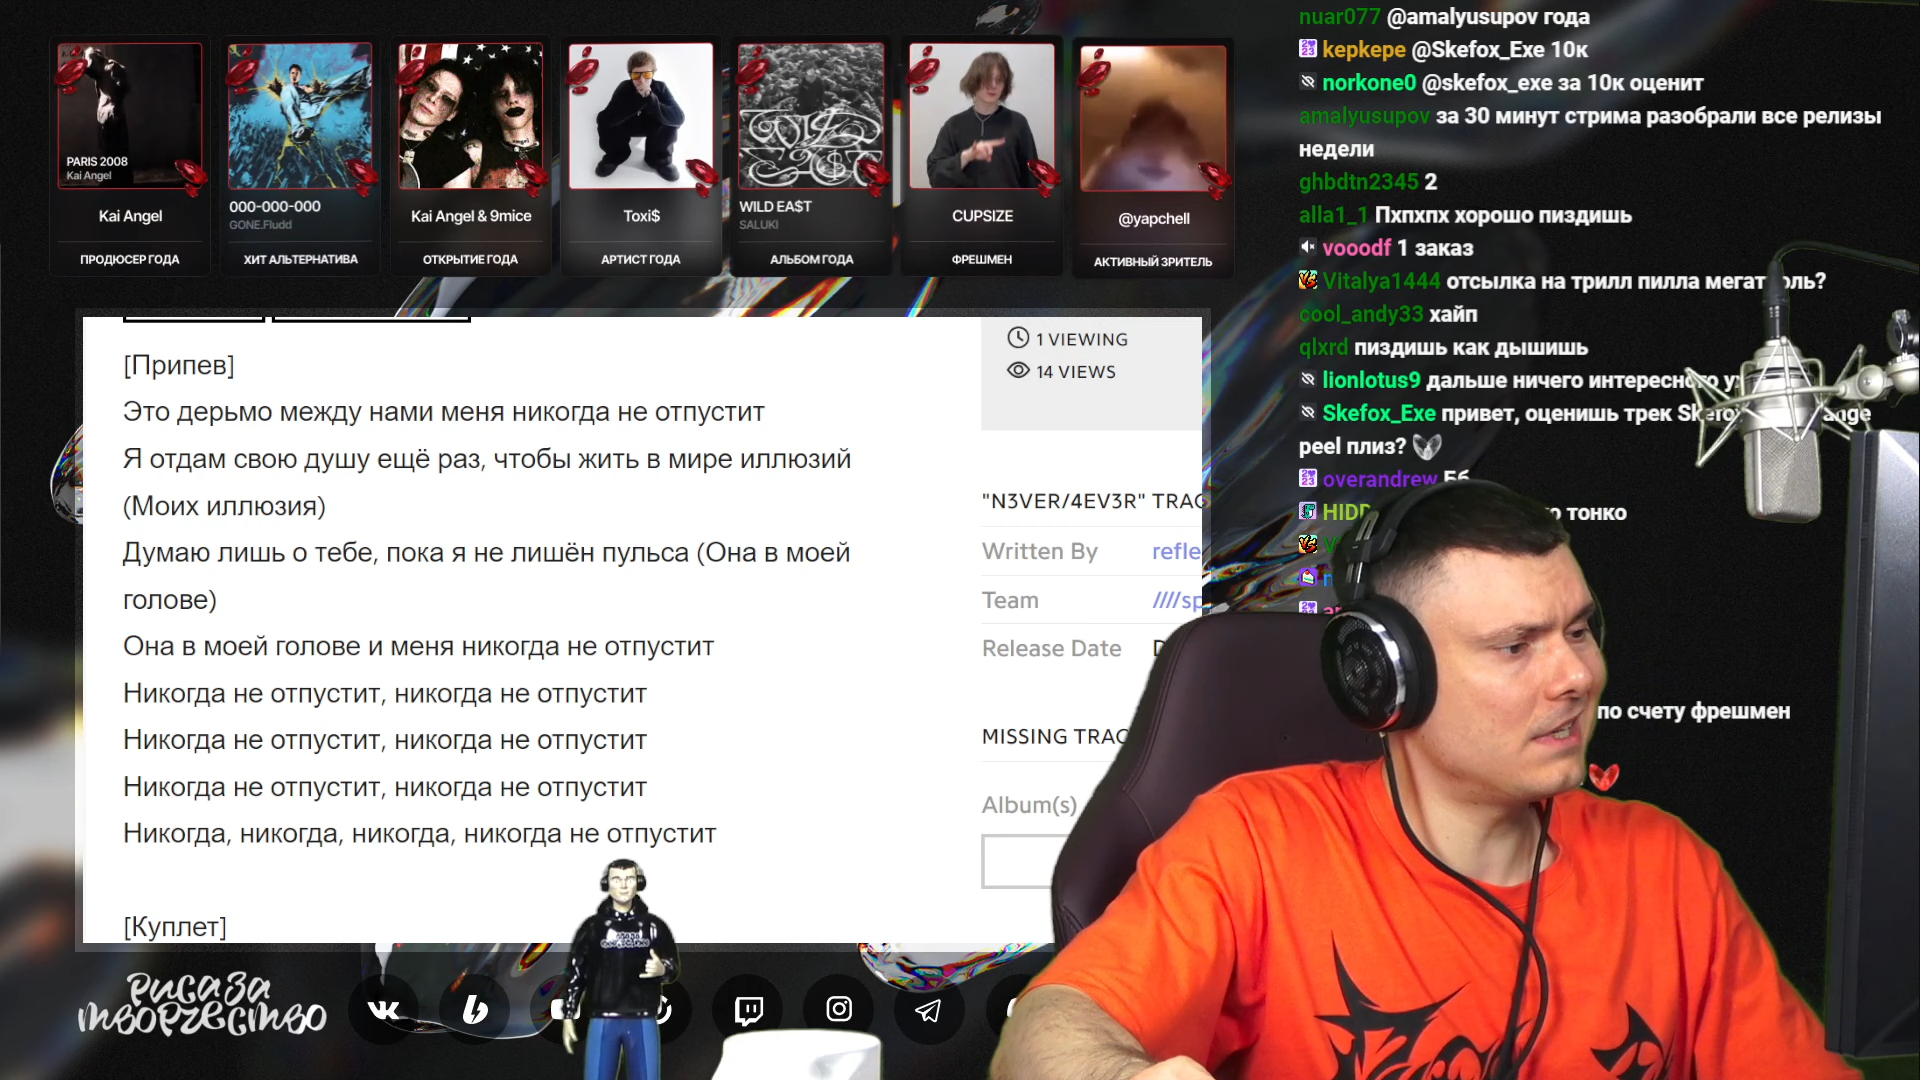 PARIS 2008
Kai Angel
Kai Angel
ПРОДЮСЕР ГОДА
000-000-000
GONE.Fludd
ХИТ АЛЬТЕРНАТИВА
Kai Angel & 9mice
ОТКРЫТИЕ ГОДА
Toxi$
АРТИСТ ГОДА
WILD EA$T
SALUKI
АЛЬБОМ ГОДА
CUPSIZE
ФРЕШМЕН
@yapchell
АКТИВНЫЙ ЗРИТЕЛЬ
[Припев]
Это дерьмо между нами меня никогда не отпустит
Я отдам свою душу ещё раз, чтобы жить в мире иллюзий
(Моих иллюзия)
Думаю лишь о тебе, пока я не лишён пульса (Она в моей
голове)
Она в моей голове и меня никогда не отпустит
Никогда не отпустит, никогда не отпустит
Никогда не отпустит, никогда не отпустит
Никогда не отпустит, никогда не отпустит
Никогда, никогда, никогда, никогда не отпустит
[Куплет]
1 VIEWING
14 VIEWS
"N3VER/4EV3R"
Written By
Team
Release Date
MISSING
Album(s)
nuar077 @amalyusupov года
kepkepe @Skefox_Exe 10к
norkone0 @skefox_exe за 10к оценит
amalyusupov за 30 минут стрима разобрали все релизы
недели
ghbdtn2345 2
alla1_1 Пхпхпх хорошо пиздишь
vooodf 1 заказ
Vitalya1444 отсылка на трилл пилла
cool_andy33 хайп
qlxrd пиздишь как дышишь
lionlotus9 дальше ничего
Skefox_Exe привет, оценишь трек
peel плиз?
overandrew
тонко
по счету фрешмен
рисаза
творчество